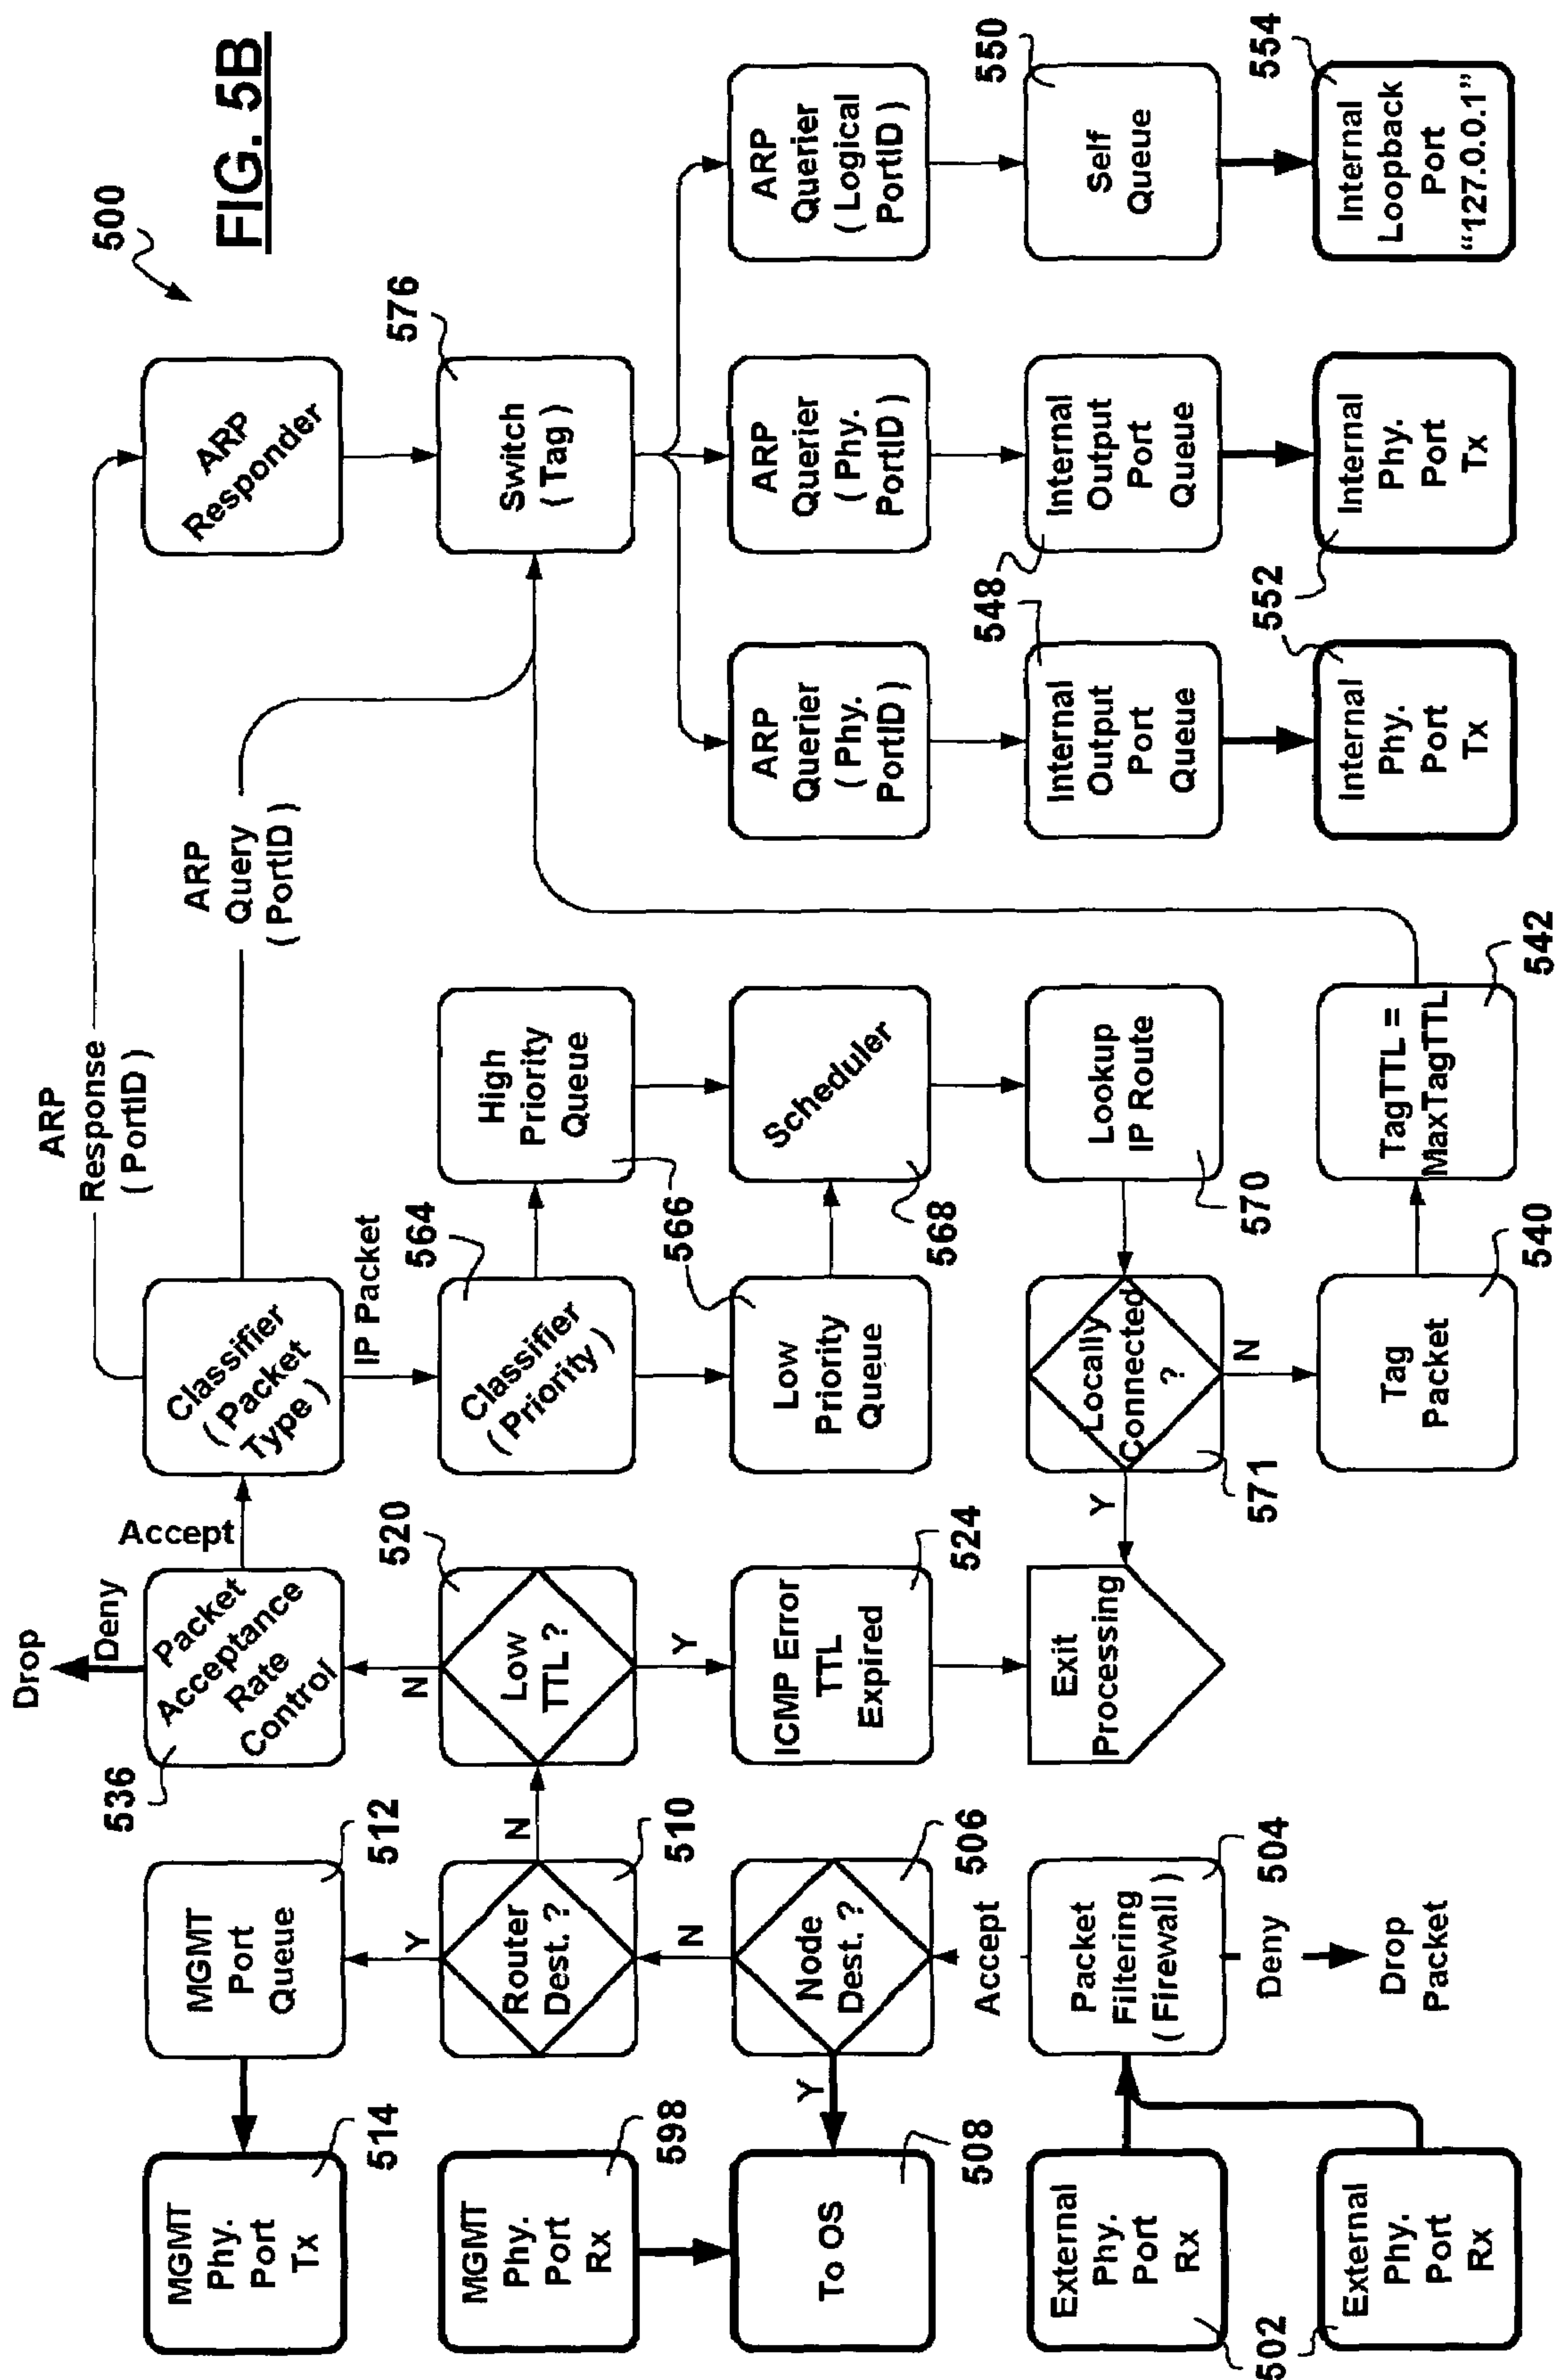 FIG. 5B
500
Drop
Deny
ARP
Response
( PortID )
MGMT
Phy.
Port
Tx
514
MGMT
Port
Queue
512
Packet
Acceptance
Rate
Control
536
Accept
Classifier
( Packet
Type )
ARP
Query
( PortID )
ARP
Responder
IP Packet
MGMT
Phy.
Port
Rx
598
Y
Router
Dest. ?
510
N
N
Low
TTL ?
520
Y
Classifier
( Priority )
564
High
Priority
Queue
566
Switch
( Tag )
576
To OS
508
Y
Node
Dest. ?
506
N
ICMP Error
TTL
Expired
524
Low
Priority
Queue
Scheduler
568
ARP
Querier
( Phy.
PortID )
ARP
Querier
( Phy.
PortID )
ARP
Querier
( Logical
PortID )
External
Phy.
Port
Rx
502
Accept
Packet
Filtering
( Firewall )
504
Deny
Drop
Packet
Exit
Processing
Y
Locally
Connected
?
571
N
Lookup
IP Route
570
Internal
Output
Port
Queue
548
Internal
Output
Port
Queue
Self
Queue
550
External
Phy.
Port
Rx
Tag
Packet
540
TagTTL =
MaxTagTTL
542
Internal
Phy.
Port
Tx
552
Internal
Phy.
Port
Tx
Internal
Loopback
Port
“127.0.0.1”
554